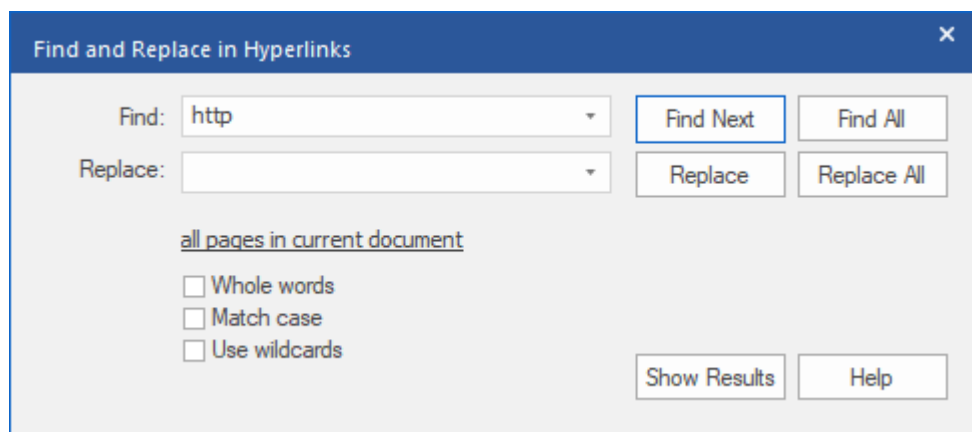 Find and Replace in Hyperlinks
Find: http Find Next Find All
Replace: Replace Replace All
all pages in current document
Whole words
Match case
Use wildcards
Show Results Help